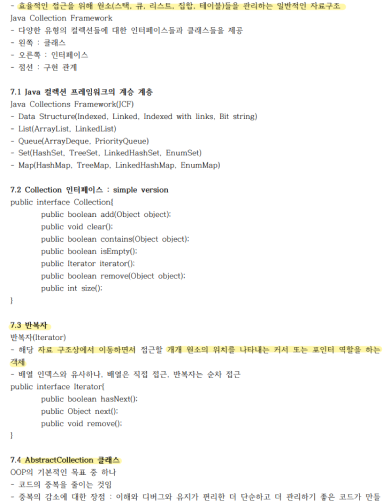 - 효율적인 접근을 위해 원소(스택, 큐, 리스트, 집합, 테이블)들을 관리하는 일반적인 자료구조
Java Collection Framework
- 다양한 유형의 컬렉션들에 대한 인터페이스들과 클래스들을 제공
- 왼쪽 : 클래스
- 오른쪽 : 인터페이스
- 점선 : 구현 관계
7.1 Java 컬렉션 프레임워크의 계승 계층
Java Collections Framework(JCF)
- Data Structure(Indexed, Linked, Indexed with links, Bit string)
- List(ArrayList, LinkedList)
- Queue(ArrayDeque, PriorityQueue)
- Set(HashSet, TreeSet, LinkedHashSet, EnumSet)
- Map(HashMap, TreeMap, LinkedHashMap, EnumMap)
7.2 Collection 인터페이스 : simple version
public interface Collection{
public boolean add(Object object);
public void clear();
public boolean contains(Object object);
public boolean isEmpty();
public Iterator iterator();
public boolean remove(Object object);
public int size();
}
7.3 반복자
반복자(Iterator)
- 해당 자료 구조상에서 이동하면서 접근할 개개 원소의 위치를 나타내는 커서 또는 포인터 역할을 하는
객체
- 배열 인덱스와 유사하나, 배열은 직접 접근, 반복자는 순차 접근
public interface Iterator{
public boolean hasNext();
public Object next();
public void remove();
}
7.4 AbstractCollection 클래스
OOP의 기본적인 목표 중 하나
- 코드의 중복을 줄이는 것임
- 중복의 감소에 대한 장점 : 이해와 디버그와 유지가 편리한 더 단순하고 더 관리하기 좋은 코드가 만들